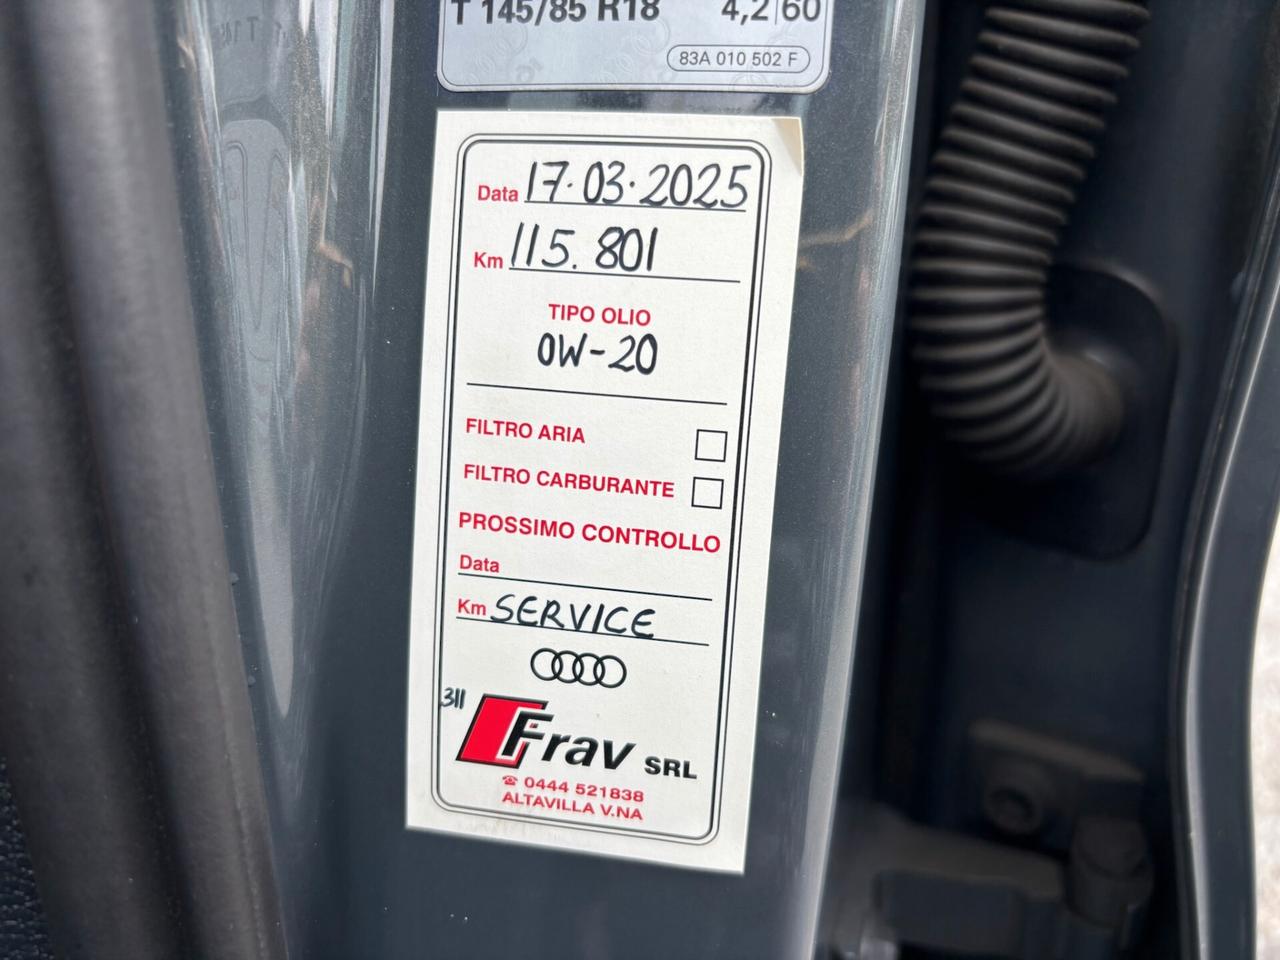 T 145/85 R18 4,2 60
83A 010 502 F
Data 17.03.2025
Km 115.801
TIPO OLIO
0W-20
FILTRO ARIA
FILTRO CARBURANTE
PROSSIMO CONTROLLO
Data
Km SERVICE
311
Frav SRL
☎ 0444 521838
ALTAVILLA V.NA